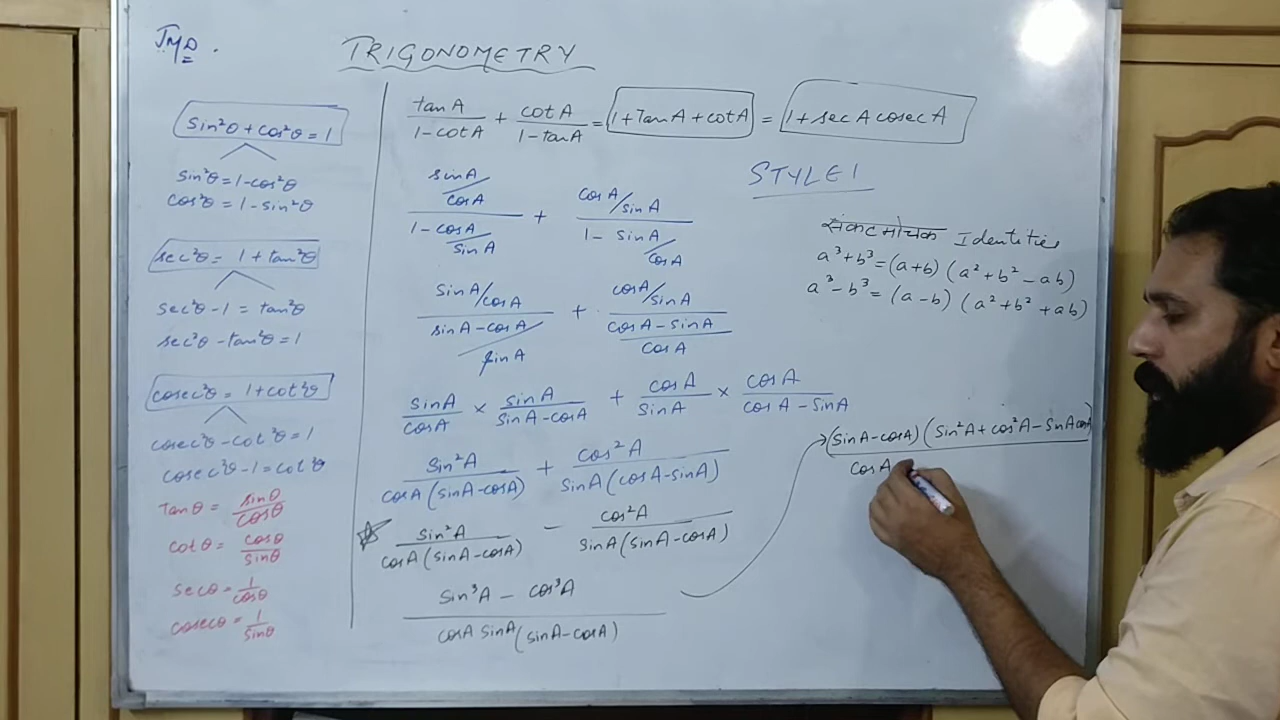 JMD.
TRIGONOMETRY
sin²θ + cos²θ = 1
sin²θ = 1-cos²θ
cos²θ = 1-sin²θ
sec²θ = 1 + tan²θ
sec²θ - 1 = tan²θ
sec²θ - tan²θ = 1
cosec²θ = 1 + cot²θ
cosec²θ - cot²θ = 1
cosec²θ - 1 = cot²θ
Tanθ = sinθ/cosθ
cotθ = cosθ/sinθ
secθ = 1/cosθ
cosecθ = 1/sinθ
tanA/(1-cotA) + cotA/(1-tanA) = 1+TanA+cotA = 1+secAcosecA
STYLE 1
(sinA/cosA)/(1-cosA/sinA) + (cosA/sinA)/(1-sinA/cosA)
(sinA/cosA)/((sinA-cosA)/sinA) + (cosA/sinA)/((cosA-sinA)/cosA)
sinA/cosA × sinA/(sinA-cosA) + cosA/sinA × cosA/(cosA-sinA)
sin²A/(cosA(sinA-cosA)) + cos²A/(sinA(cosA-sinA))
sin²A/(cosA(sinA-cosA)) - cos²A/(sinA(sinA-cosA))
(sin³A - cos³A)/(cosA sinA(sinA-cosA))
संकटमोचक Identities
a³+b³=(a+b)(a²+b²-ab)
a³-b³=(a-b)(a²+b²+ab)
(sinA-cosA)(sin²A+cos²A-sinAcosA)
cosA